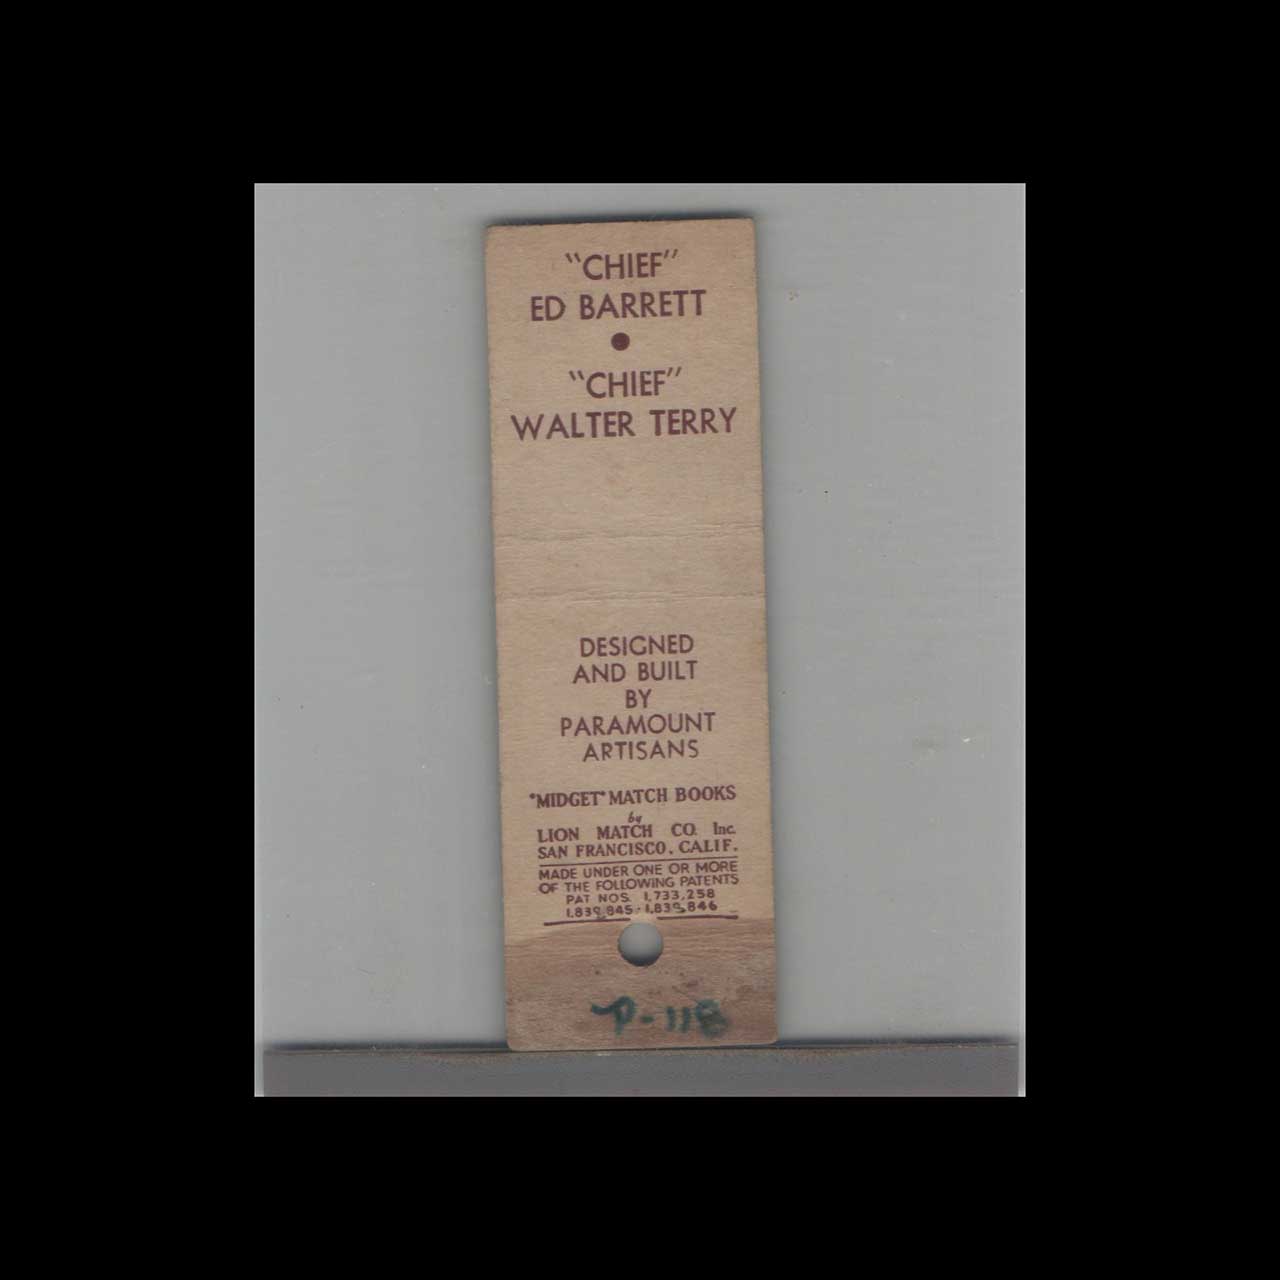 "CHIEF"
ED BARRETT
●
"CHIEF"
WALTER TERRY
DESIGNED
AND BUILT
BY
PARAMOUNT
ARTISANS
"MIDGET" MATCH BOOKS
by
LION MATCH CO. Inc.
SAN FRANCISCO, CALIF.
MADE UNDER ONE OR MORE
OF THE FOLLOWING PATENTS
PAT NOS. 1,733,258
1,839,845 · 1,839,846
P-118